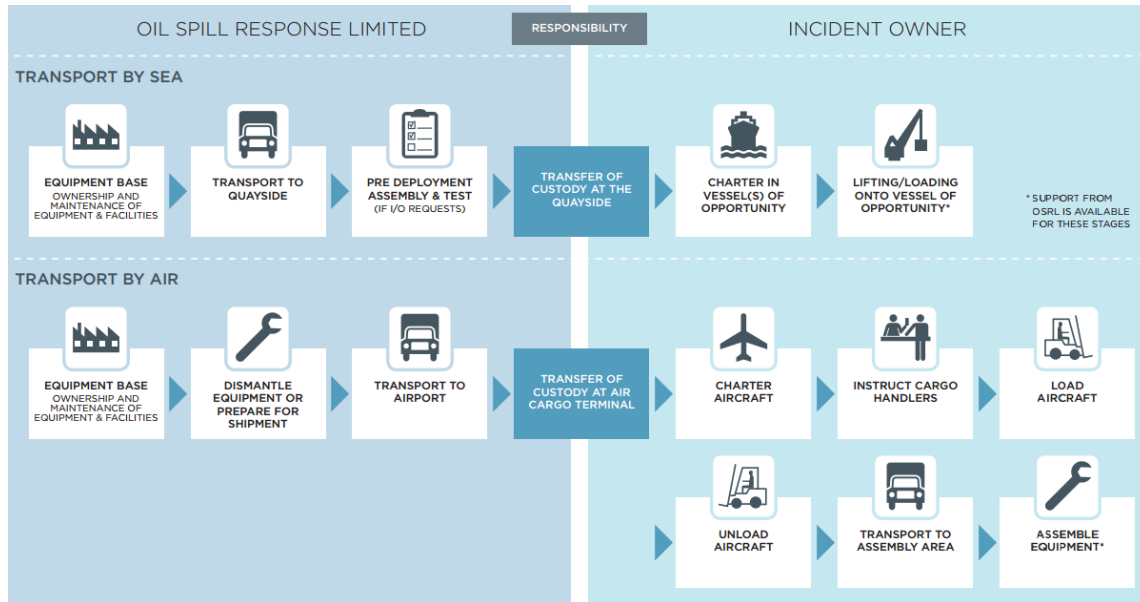 OIL SPILL RESPONSE LIMITED
RESPONSIBILITY
INCIDENT OWNER
TRANSPORT BY SEA
EQUIPMENT BASE
OWNERSHIP AND
MAINTENANCE OF
EQUIPMENT & FACILITIES
TRANSPORT TO
QUAYSIDE
PRE DEPLOYMENT
ASSEMBLY & TEST
(IF I/O REQUESTS)
TRANSFER OF
CUSTODY AT THE
QUAYSIDE
CHARTER IN
VESSEL(S) OF
OPPORTUNITY
LIFTING/LOADING
ONTO VESSEL OF
OPPORTUNITY*
* SUPPORT FROM
OSRL IS AVAILABLE
FOR THESE STAGES
TRANSPORT BY AIR
EQUIPMENT BASE
OWNERSHIP AND
MAINTENANCE OF
EQUIPMENT & FACILITIES
DISMANTLE
EQUIPMENT OR
PREPARE FOR
SHIPMENT
TRANSPORT TO
AIRPORT
TRANSFER OF
CUSTODY AT AIR
CARGO TERMINAL
CHARTER
AIRCRAFT
INSTRUCT CARGO
HANDLERS
LOAD
AIRCRAFT
UNLOAD
AIRCRAFT
TRANSPORT TO
ASSEMBLY AREA
ASSEMBLE
EQUIPMENT*